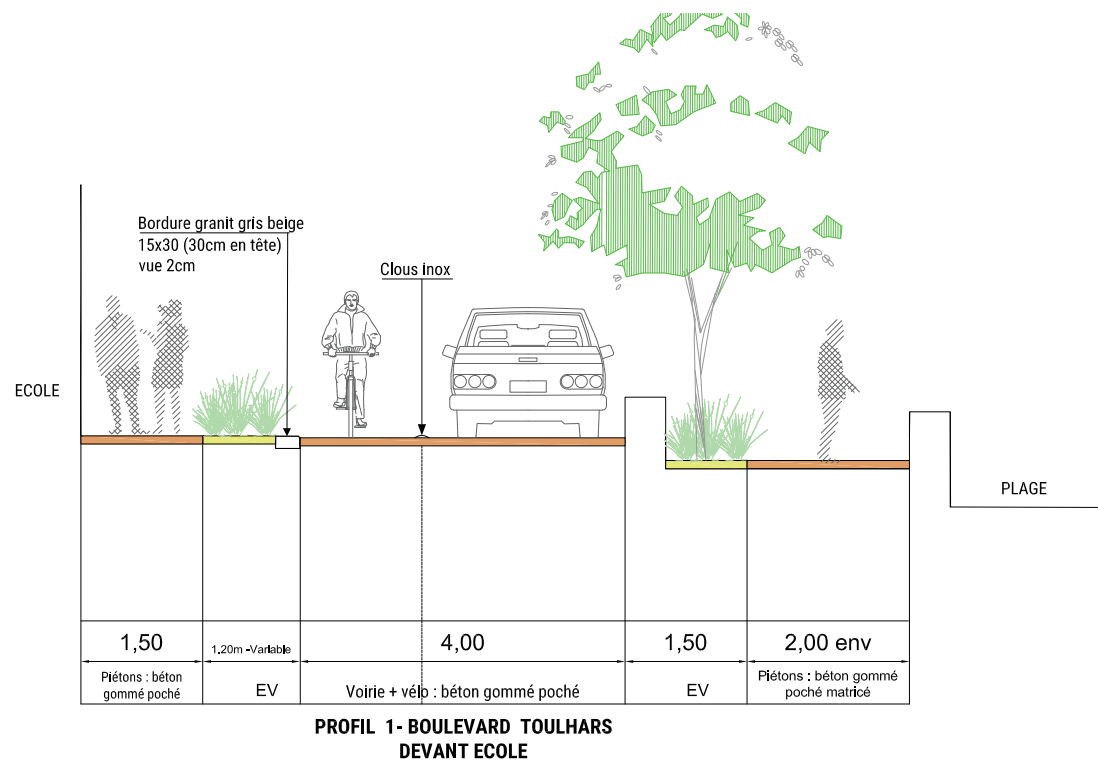 Bordure granit gris beige
15x30 (30cm en tête)
vue 2cm
Clous inox
ECOLE
PLAGE
1,50
1.20m -Variable
4,00
1,50
2,00 env
Piétons : béton
gommé poché
EV
Voirie + vélo : béton gommé poché
EV
Piétons : béton gommé
poché matricé
PROFIL 1- BOULEVARD TOULHARS
DEVANT ECOLE